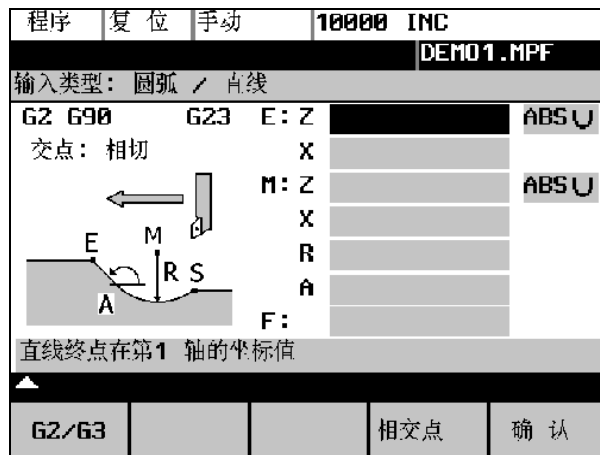 程序 复 位 手动 10000 INC
DEMO1.MPF
输入类型： 圆弧 / 直线
G2 G90 G23 E: Z ABS
交点： 相切 X
M: Z ABS
X
R
A
F:
E M R S A
直线终点在第1 轴的坐标值
G2/G3 相交点 确 认